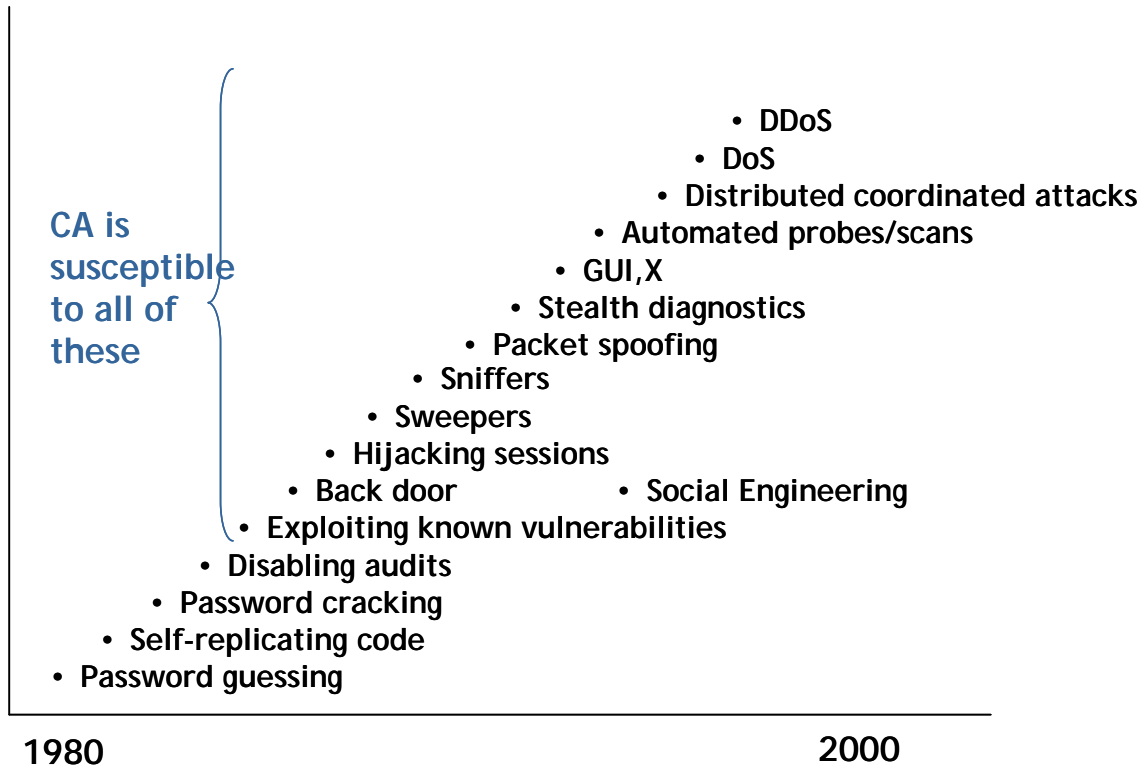 • DDoS
• DoS
• Distributed coordinated attacks
CA is
susceptible
to all of
these
• Automated probes/scans
• GUI,X
• Stealth diagnostics
• Packet spoofing
• Sniffers
• Sweepers
• Hijacking sessions
• Back door
• Social Engineering
• Exploiting known vulnerabilities
• Disabling audits
• Password cracking
• Self-replicating code
• Password guessing
1980
2000